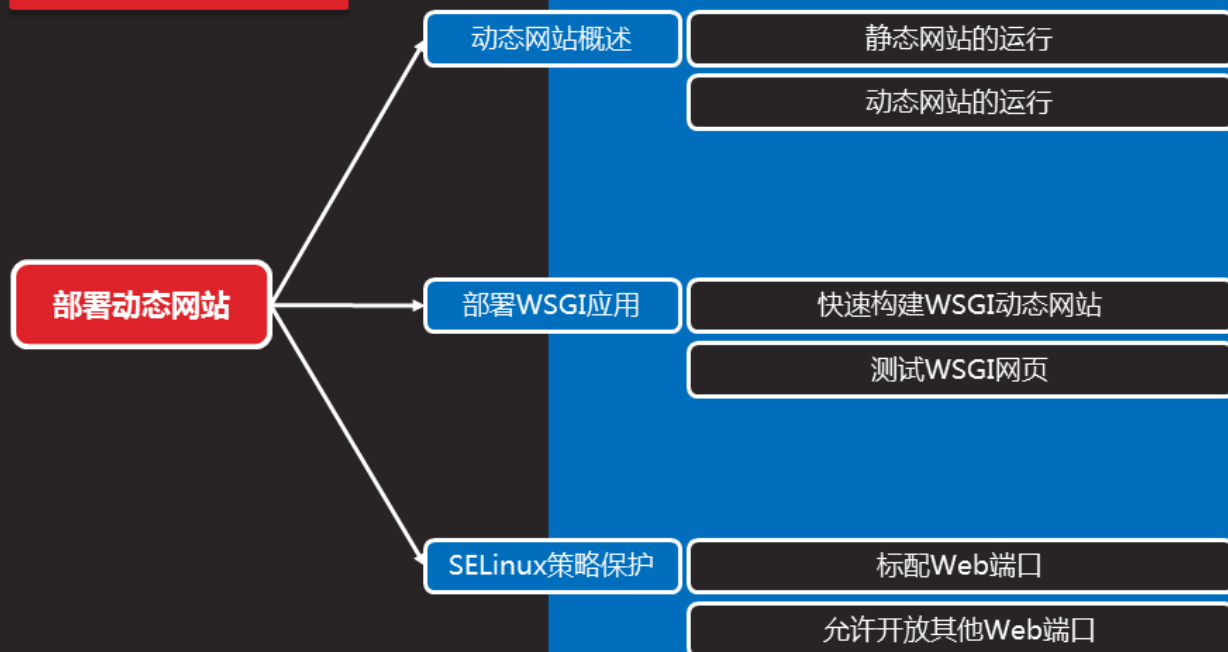 动态网站概述
静态网站的运行
动态网站的运行
部署动态网站
部署WSGI应用
快速构建WSGI动态网站
测试WSGI网页
SELinux策略保护
标配Web端口
允许开放其他Web端口